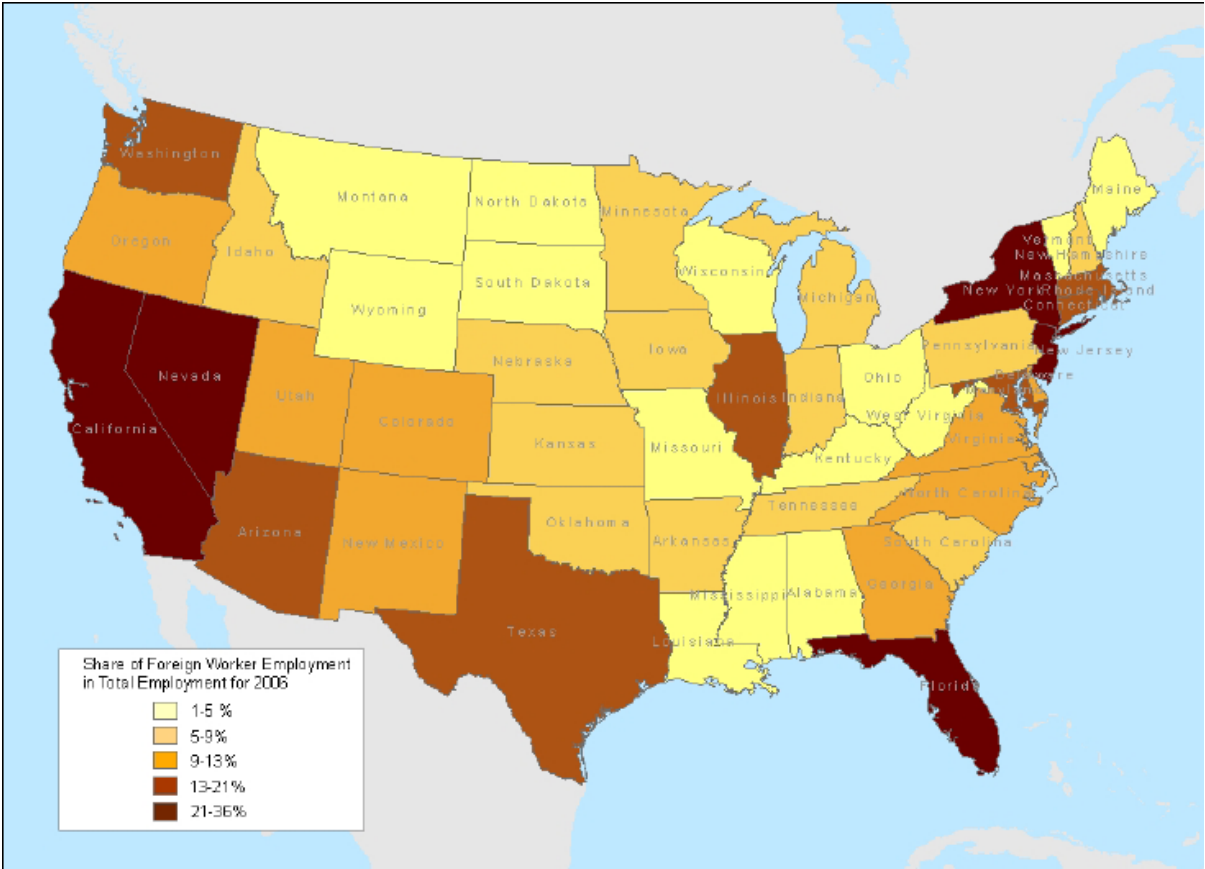 Washington
Montana
North Dakota
Minnesota
Maine
Oregon
Idaho
Vermont
New Hampshire
Wisconsin
Massachusetts
South Dakota
New York
Rhode Island
Michigan
Connecticut
Wyoming
Iowa
Pennsylvania
New Jersey
Nebraska
Nevada
Ohio
Delaware
Maryland
Utah
Illinois
Indiana
West Virginia
Colorado
California
Kansas
Missouri
Virginia
Kentucky
North Carolina
Tennessee
Oklahoma
Arizona
New Mexico
Arkansas
South Carolina
Georgia
Mississippi
Alabama
Texas
Louisiana
Florida
Share of Foreign Worker Employment
in Total Employment for 2006
1-5 %
5-9%
9-13%
13-21%
21-36%